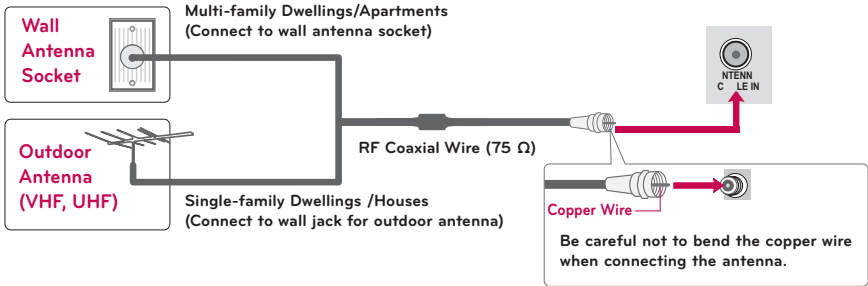 Multi-family Dwellings/Apartments
(Connect to wall antenna socket)
Wall
Antenna
Socket
NTENN
C LE IN
RF Coaxial Wire (75 Ω)
Outdoor
Antenna
(VHF, UHF)
Single-family Dwellings /Houses
(Connect to wall jack for outdoor antenna)
Copper Wire
Be careful not to bend the copper wire
when connecting the antenna.